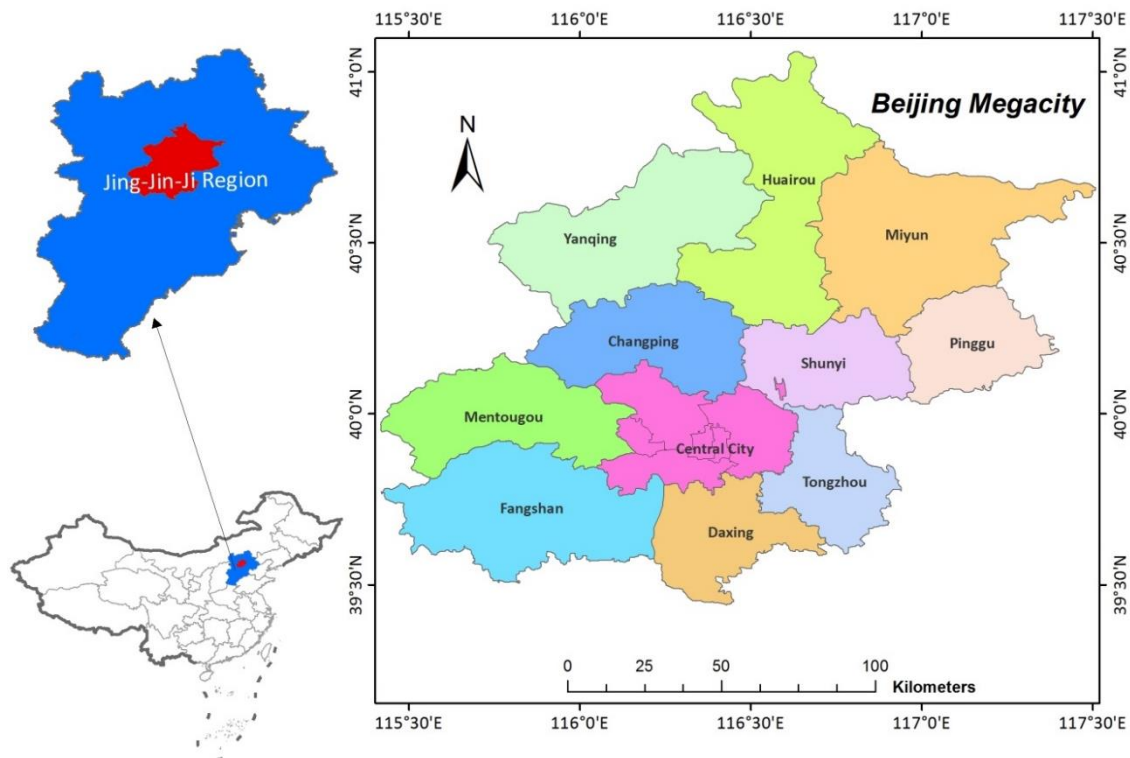 Jing-Jin-Ji Region
115°30'E 116°0'E 116°30'E 117°0'E 117°30'E
41°0'N
40°30'N
40°0'N
39°30'N
Beijing Megacity
N
Huairou
Yanqing
Miyun
Changping
Shunyi
Pinggu
Mentougou
Central City
Tongzhou
Fangshan
Daxing
0 25 50 100
Kilometers
41°0'N
40°30'N
40°0'N
39°30'N
115°30'E 116°0'E 116°30'E 117°0'E 117°30'E